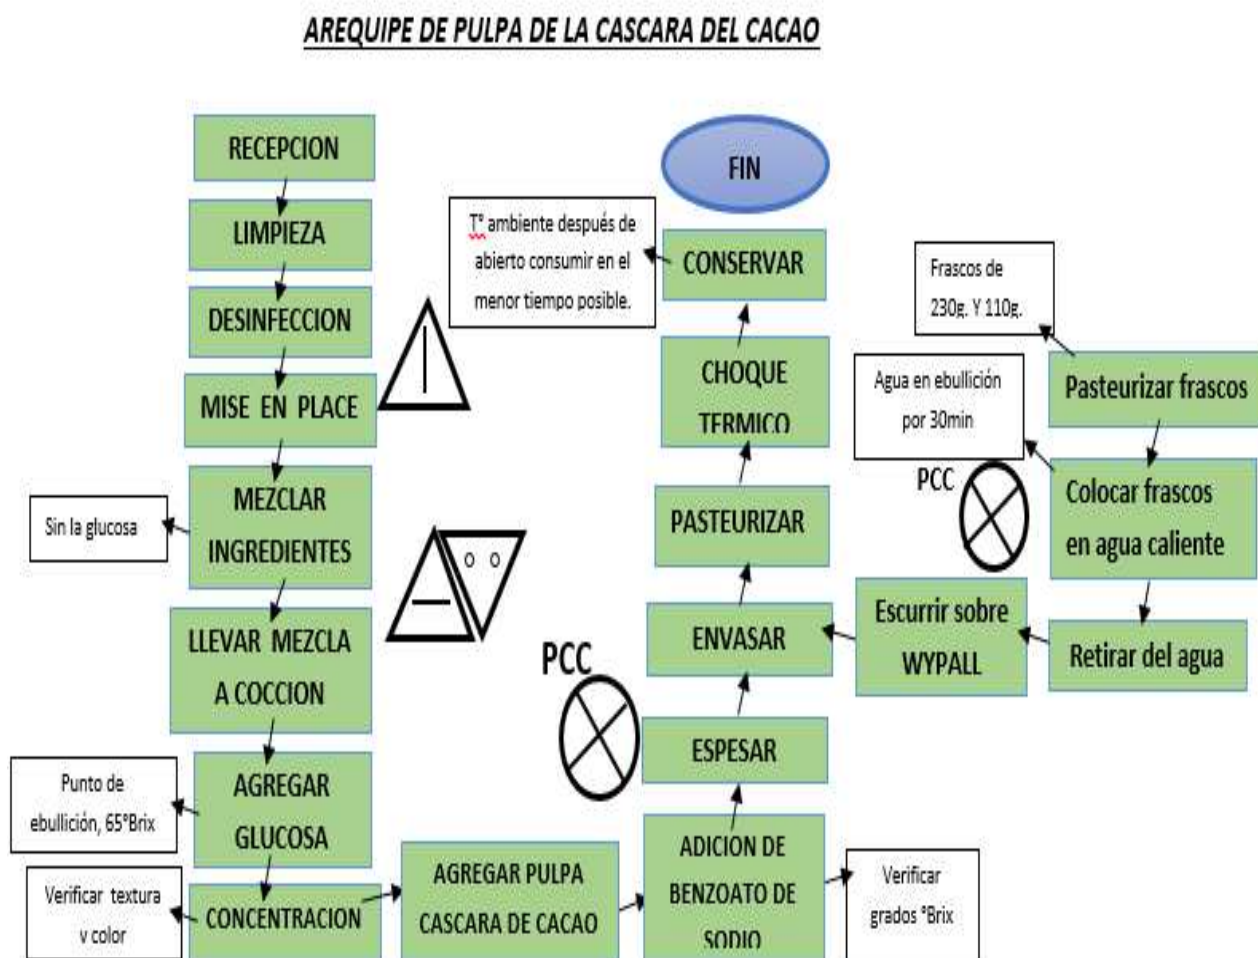 AREQUIPE DE PULPA DE LA CASCARA DEL CACAO
RECEPCION
LIMPIEZA
DESINFECCION
MISE EN PLACE
MEZCLAR
INGREDIENTES
Sin la glucosa
LLEVAR MEZCLA
A COCCION
AGREGAR
GLUCOSA
Punto de
ebullición, 65°Brix
CONCENTRACION
Verificar textura
y color
AGREGAR PULPA
CASCARA DE CACAO
ADICION DE
BENZOATO DE
SODIO
Verificar
grados °Brix
ESPESAR
PCC
ENVASAR
PASTEURIZAR
CHOQUE
TERMICO
CONSERVAR
T° ambiente después de
abierto consumir en el
menor tiempo posible.
FIN
Frascos de
230g. Y 110g.
Pasteurizar frascos
Agua en ebullición
por 30min
PCC
Colocar frascos
en agua caliente
Retirar del agua
Escurrir sobre
WYPALL